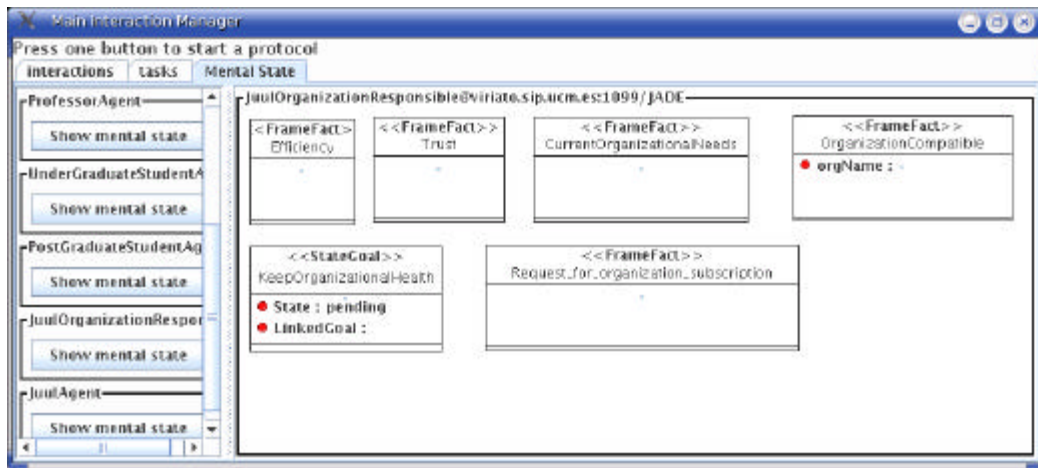 Main Interaction Manager
Press one button to start a protocol
interactions tasks Mental State
ProfessorAgent
Show mental state
UnderGraduateStudentA
Show mental state
PostGraduateStudentAg
Show mental state
JuulOrganizationRespon
Show mental state
JuulAgent
Show mental state
JuulOrganizationResponsible@viriato.sip.ucm.es:1099/JADE
<<FrameFact>
Efficiency
<<FrameFact>>
Trust
<<FrameFact>>
CurrentOrganizationalNeeds
<<FrameFact>>
OrganizationCompatible
orgName :
<<StateGoal>>
KeepOrganizationalHealth
State : pending
LinkedGoal :
<<FrameFact>>
Request_for_organization_subscription